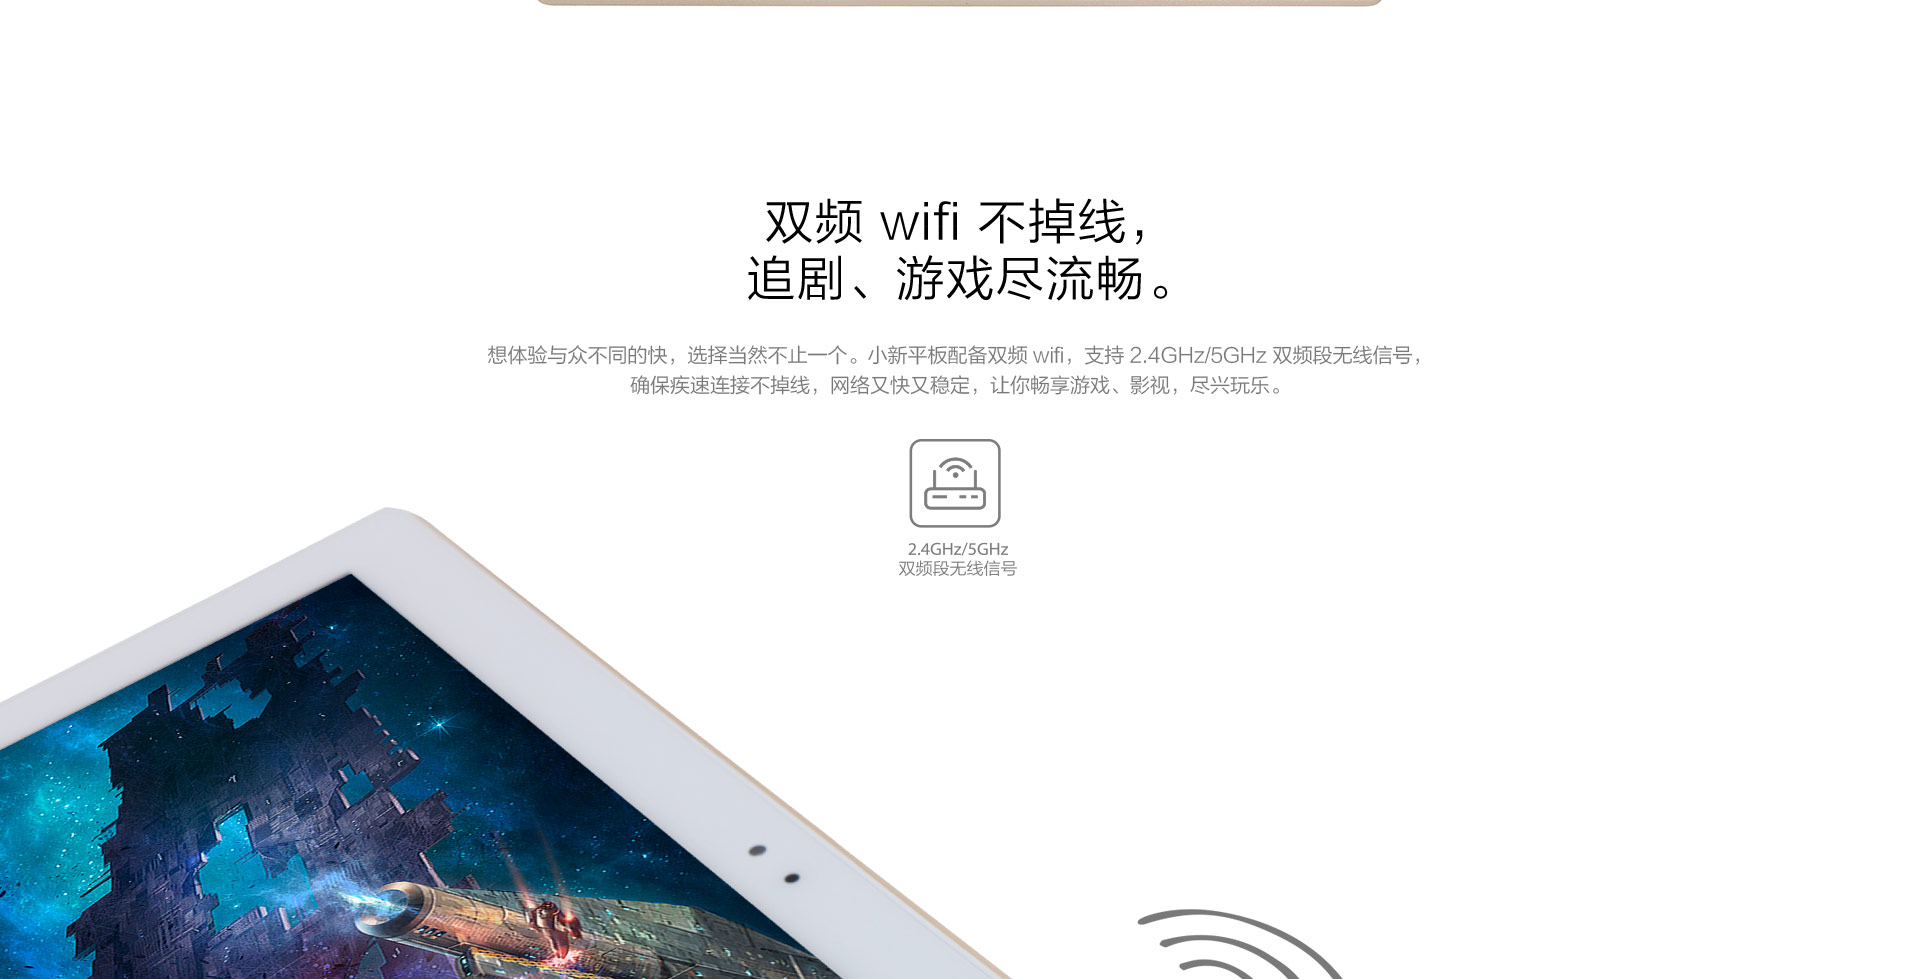 双频 wifi 不掉线，
追剧、游戏尽流畅。
想体验与众不同的快，选择当然不止一个。小新平板配备双频 wifi，支持 2.4GHz/5GHz 双频段无线信号，
确保疾速连接不掉线，网络又快又稳定，让你畅享游戏、影视，尽兴玩乐。
2.4GHz/5GHz
双频段无线信号